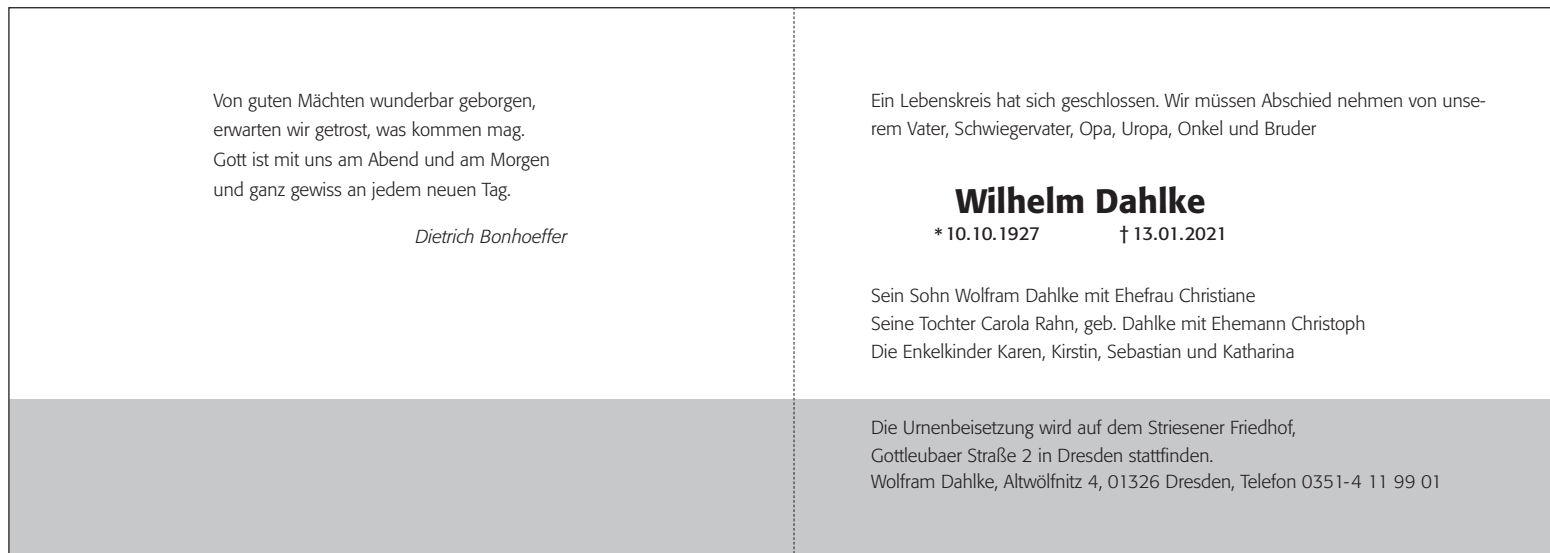 Von guten Mächten wunderbar geborgen,
erwarten wir getrost, was kommen mag.
Gott ist mit uns am Abend und am Morgen
und ganz gewiss an jedem neuen Tag.
Dietrich Bonhoeffer
Ein Lebenskreis hat sich geschlossen. Wir müssen Abschied nehmen von unse-
rem Vater, Schwiegervater, Opa, Uropa, Onkel und Bruder
Wilhelm Dahlke
* 10.10.1927 † 13.01.2021
Sein Sohn Wolfram Dahlke mit Ehefrau Christiane
Seine Tochter Carola Rahn, geb. Dahlke mit Ehemann Christoph
Die Enkelkinder Karen, Kirstin, Sebastian und Katharina
Die Urnenbeisetzung wird auf dem Striesener Friedhof,
Gottleubaer Straße 2 in Dresden stattfinden.
Wolfram Dahlke, Altwölfnitz 4, 01326 Dresden, Telefon 0351-4 11 99 01